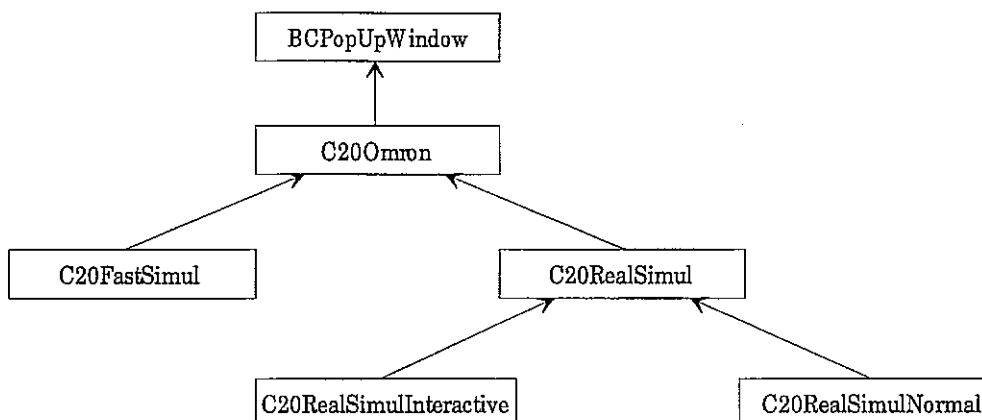 BCPopUpWindow
C20Omron
C20FastSimul
C20RealSimul
C20RealSimulInteractive
C20RealSimulNormal